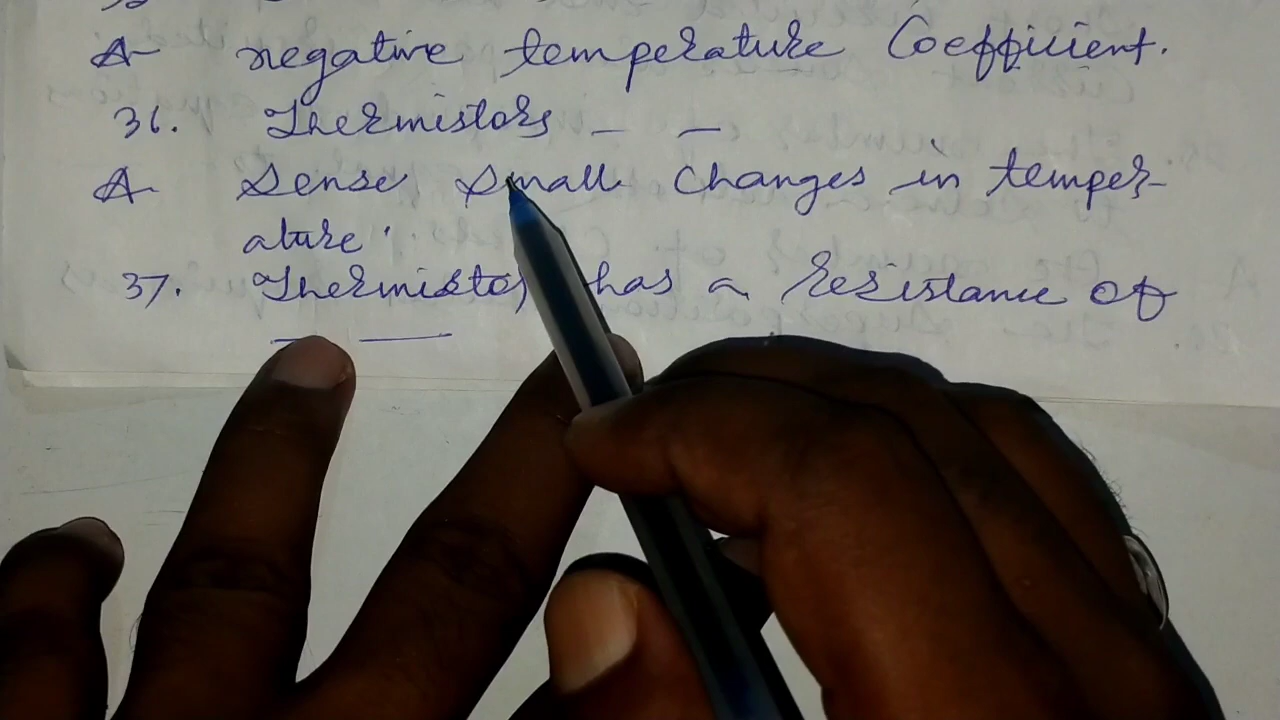 A negative temperature Coefficient.
36. Thermistors _ _
A Sense Small Changes in temper-
ature.
37. Thermistor has a resistance of